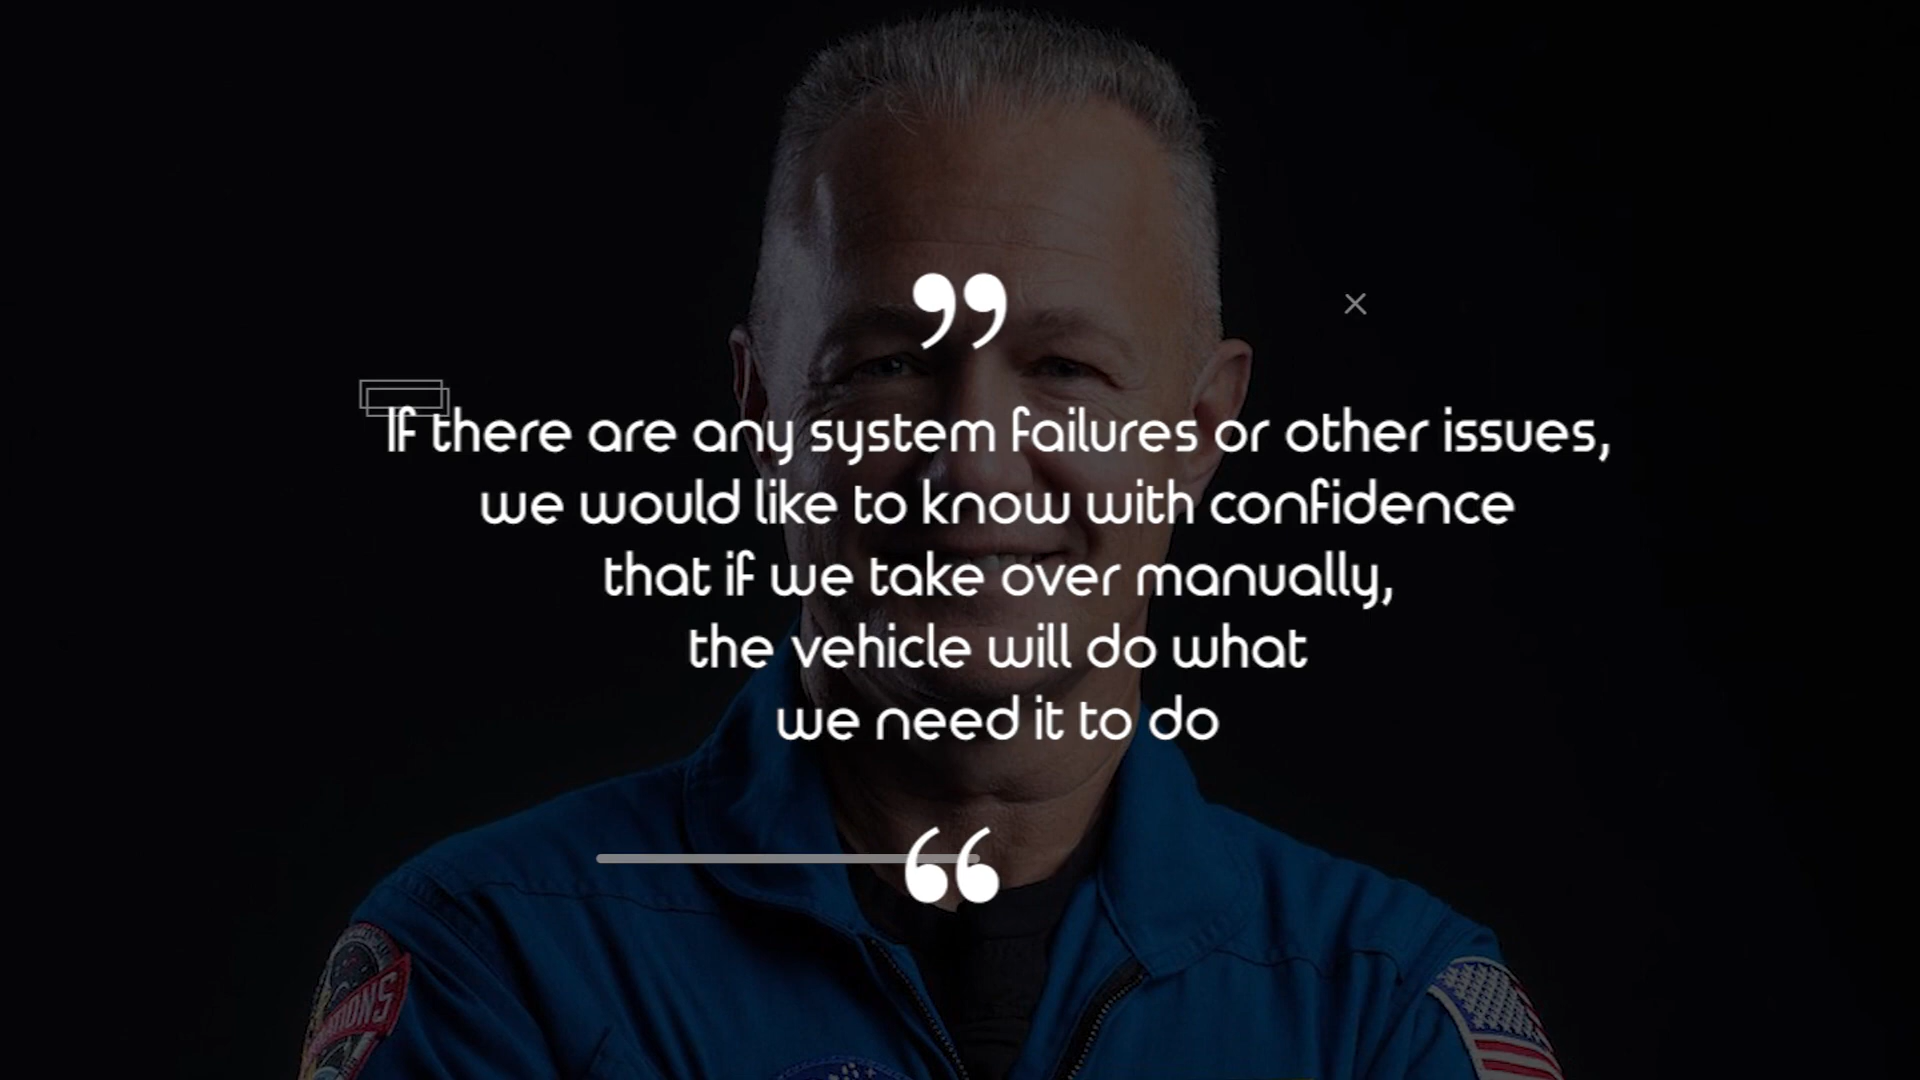 ”
If there are any system failures or other issues,
we would like to know with confidence
that if we take over manually,
the vehicle will do what
we need it to do
“